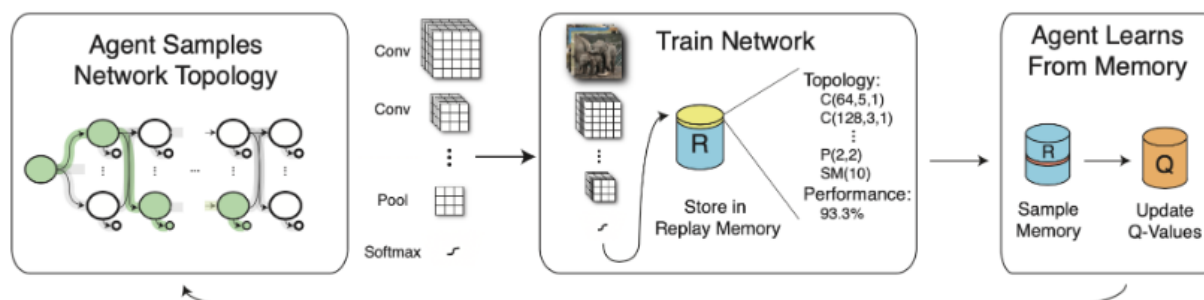 Agent Samples
Network Topology
Conv
Conv
Pool
Softmax
Train Network
R
Store in
Replay Memory
Topology:
C(64,5,1)
C(128,3,1)
P(2,2)
SM(10)
Performance:
93.3%
Agent Learns
From Memory
R
Q
Sample
Memory
Update
Q-Values